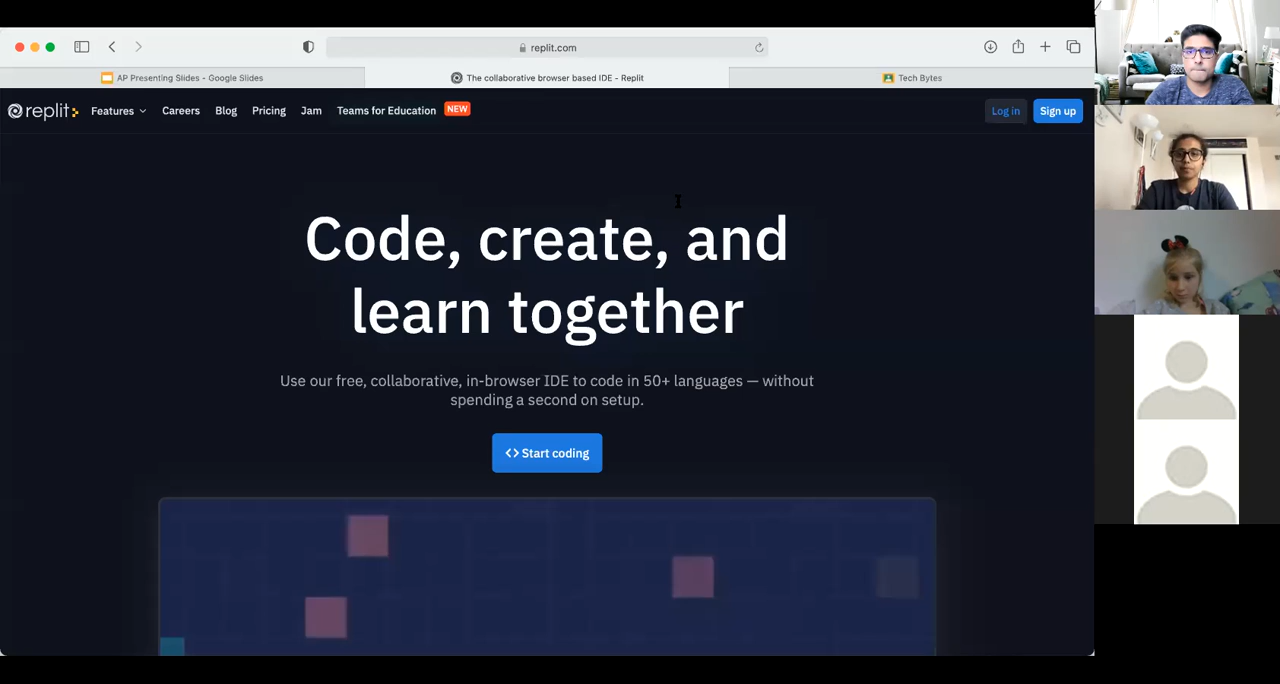 replit.com
AP Presenting Slides - Google Slides
The collaborative browser based IDE - Replit
Tech Bytes
replit
Features
Careers
Blog
Pricing
Jam
Teams for Education
NEW
Log in
Sign up
Code, create, and
learn together
Use our free, collaborative, in-browser IDE to code in 50+ languages — without
spending a second on setup.
<> Start coding